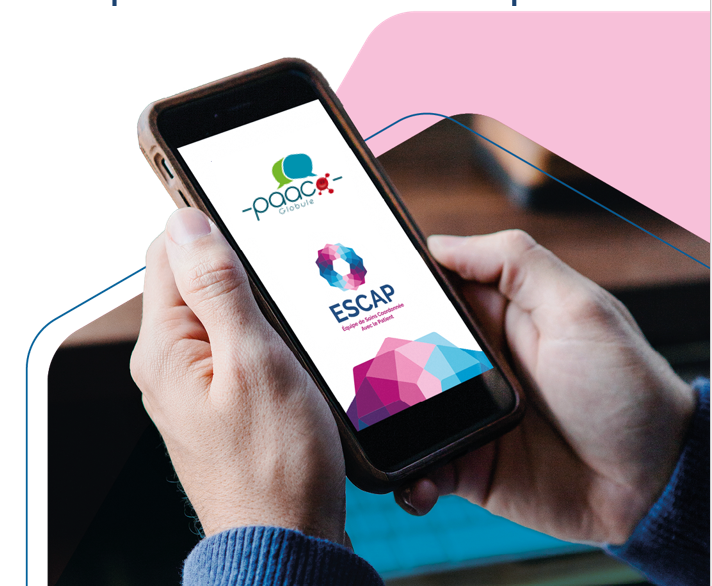 -paaco-
Globule
ESCAP
Équipe de Soins Coordonnée
Avec le Patient